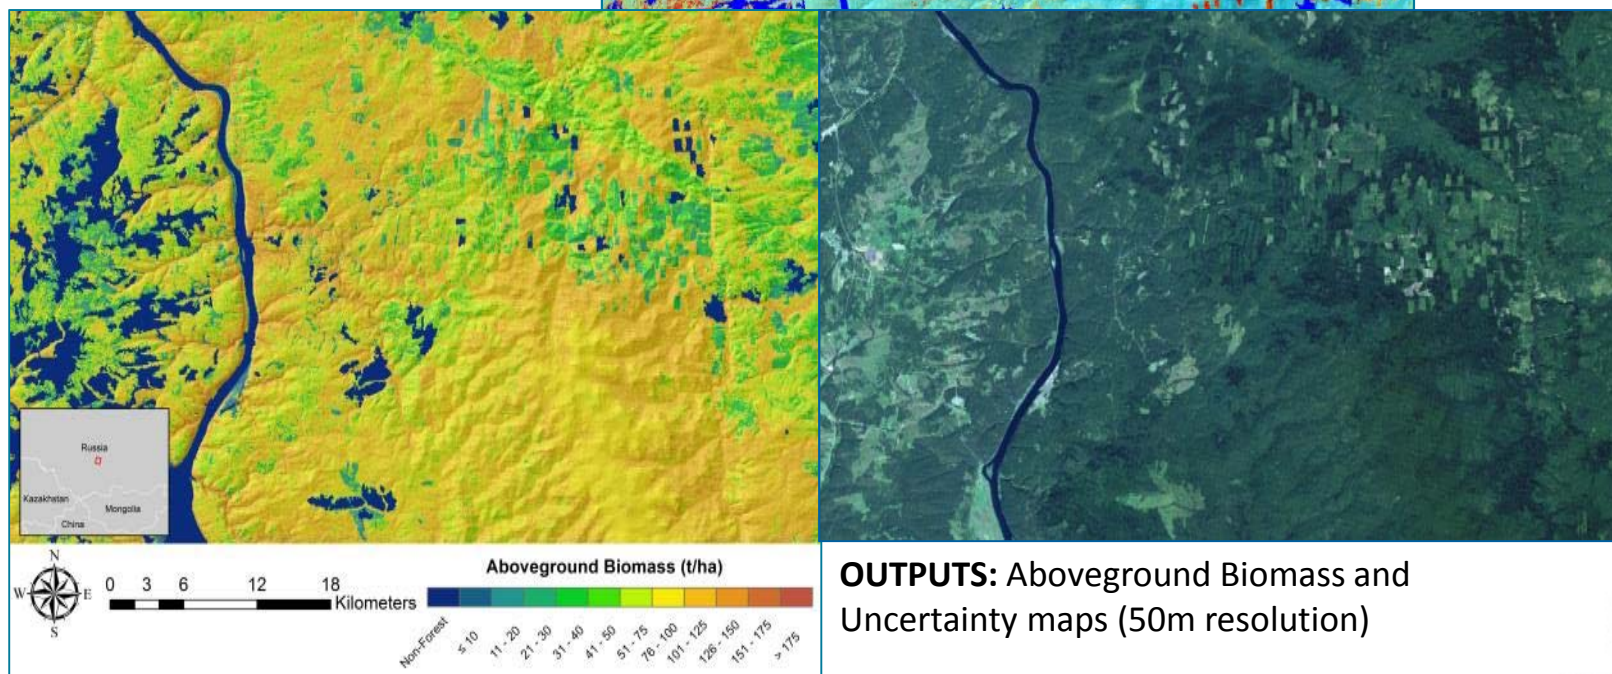 Russia
Kazakhstan
Mongolia
China
N
W
E
S
0 3 6 12 18
Kilometers
Aboveground Biomass (t/ha)
Non-Forest
≤ 10
11 - 20
21 - 30
31 - 40
41 - 50
51 - 75
76 - 100
101 - 125
126 - 150
151 - 175
> 175
OUTPUTS: Aboveground Biomass and
Uncertainty maps (50m resolution)